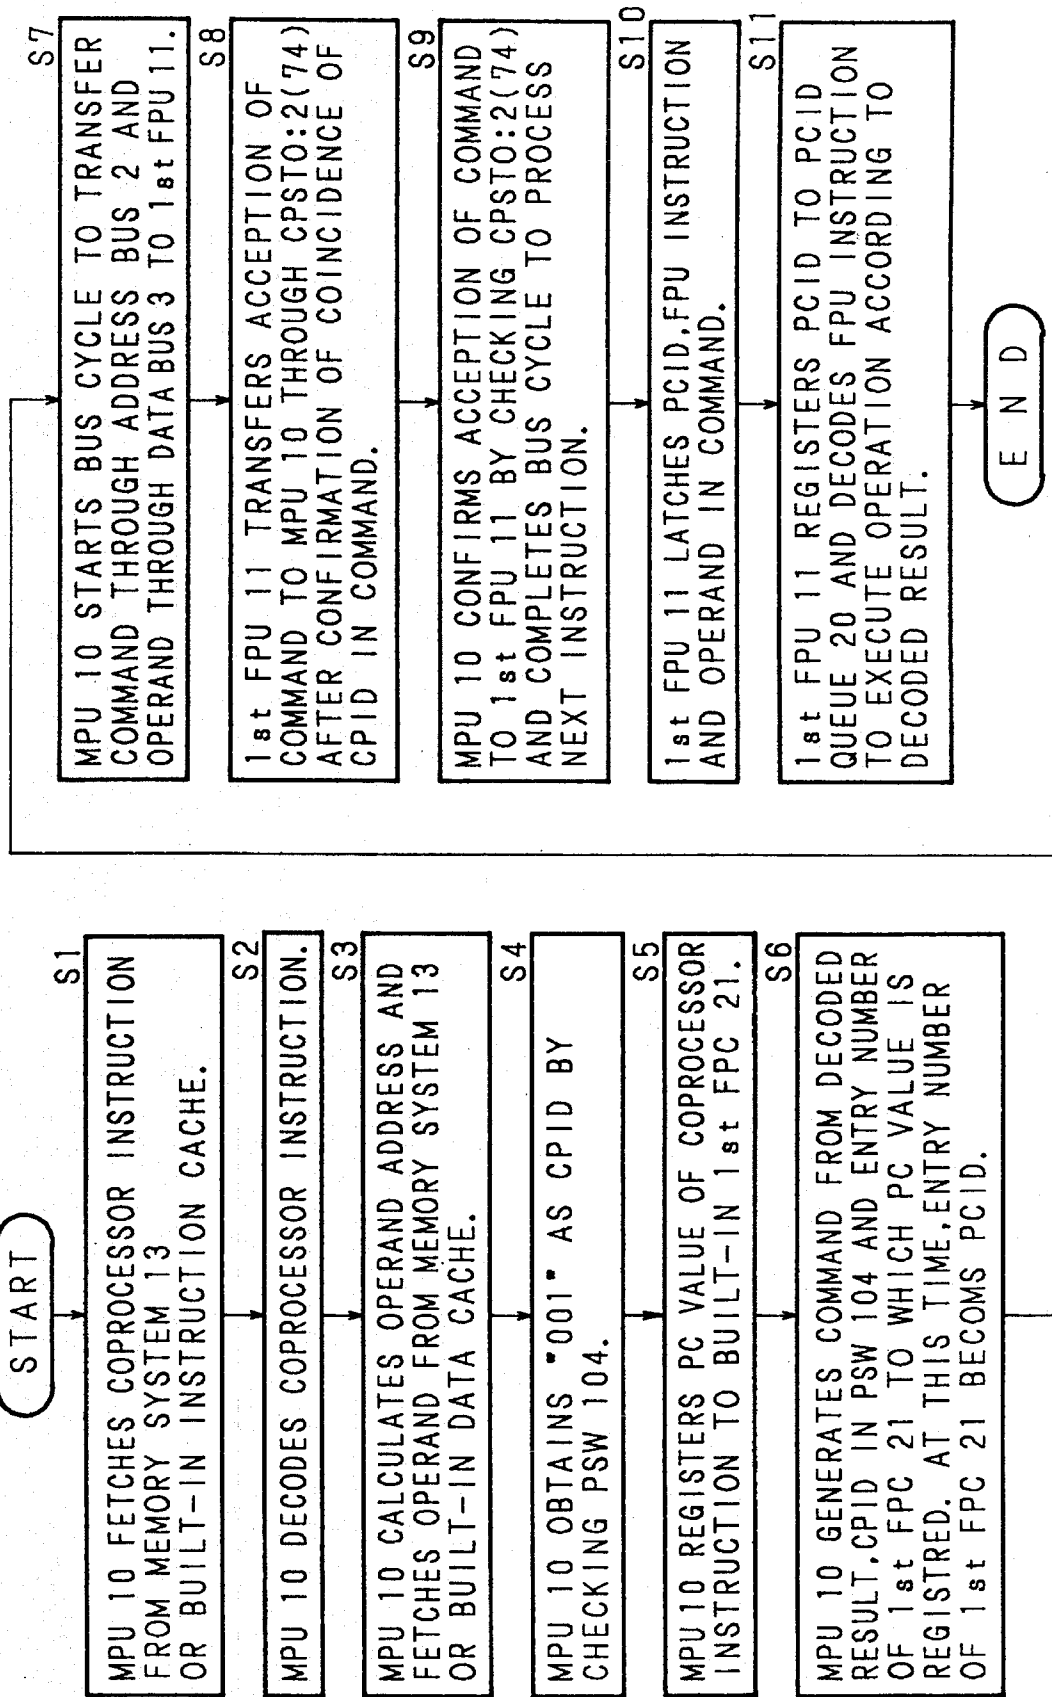 START
S1
MPU 10 FETCHES COPROCESSOR INSTRUCTION
FROM MEMORY SYSTEM 13
OR BUILT-IN INSTRUCTION CACHE.
S2
MPU 10 DECODES COPROCESSOR INSTRUCTION.
S3
MPU 10 CALCULATES OPERAND ADDRESS AND
FETCHES OPERAND FROM MEMORY SYSTEM 13
OR BUILT-IN DATA CACHE.
S4
MPU 10 OBTAINS "001" AS CPID BY
CHECKING PSW 104.
S5
MPU 10 REGISTERS PC VALUE OF COPROCESSOR
INSTRUCTION TO BUILT-IN 1st FPC 21.
S6
MPU 10 GENERATES COMMAND FROM DECODED
RESULT,CPID IN PSW 104 AND ENTRY NUMBER
OF 1st FPC 21 TO WHICH PC VALUE IS
REGISTRED. AT THIS TIME,ENTRY NUMBER
OF 1st FPC 21 BECOMS PCID.
S7
MPU 10 STARTS BUS CYCLE TO TRANSFER
COMMAND THROUGH ADDRESS BUS 2 AND
OPERAND THROUGH DATA BUS 3 TO 1st FPU 11.
S8
1st FPU 11 TRANSFERS ACCEPTION OF
COMMAND TO MPU 10 THROUGH CPST0:2(74)
AFTER CONFIRMATION OF COINCIDENCE OF
CPID IN COMMAND.
S9
MPU 10 CONFIRMS ACCEPTION OF COMMAND
TO 1st FPU 11 BY CHECKING CPST0:2(74)
AND COMPLETES BUS CYCLE TO PROCESS
NEXT INSTRUCTION.
S10
1st FPU 11 LATCHES PCID,FPU INSTRUCTION
AND OPERAND IN COMMAND.
S11
1st FPU 11 REGISTERS PCID TO PCID
QUEUE 20 AND DECODES FPU INSTRUCTION
TO EXECUTE OPERATION ACCORDING TO
DECODED RESULT.
END